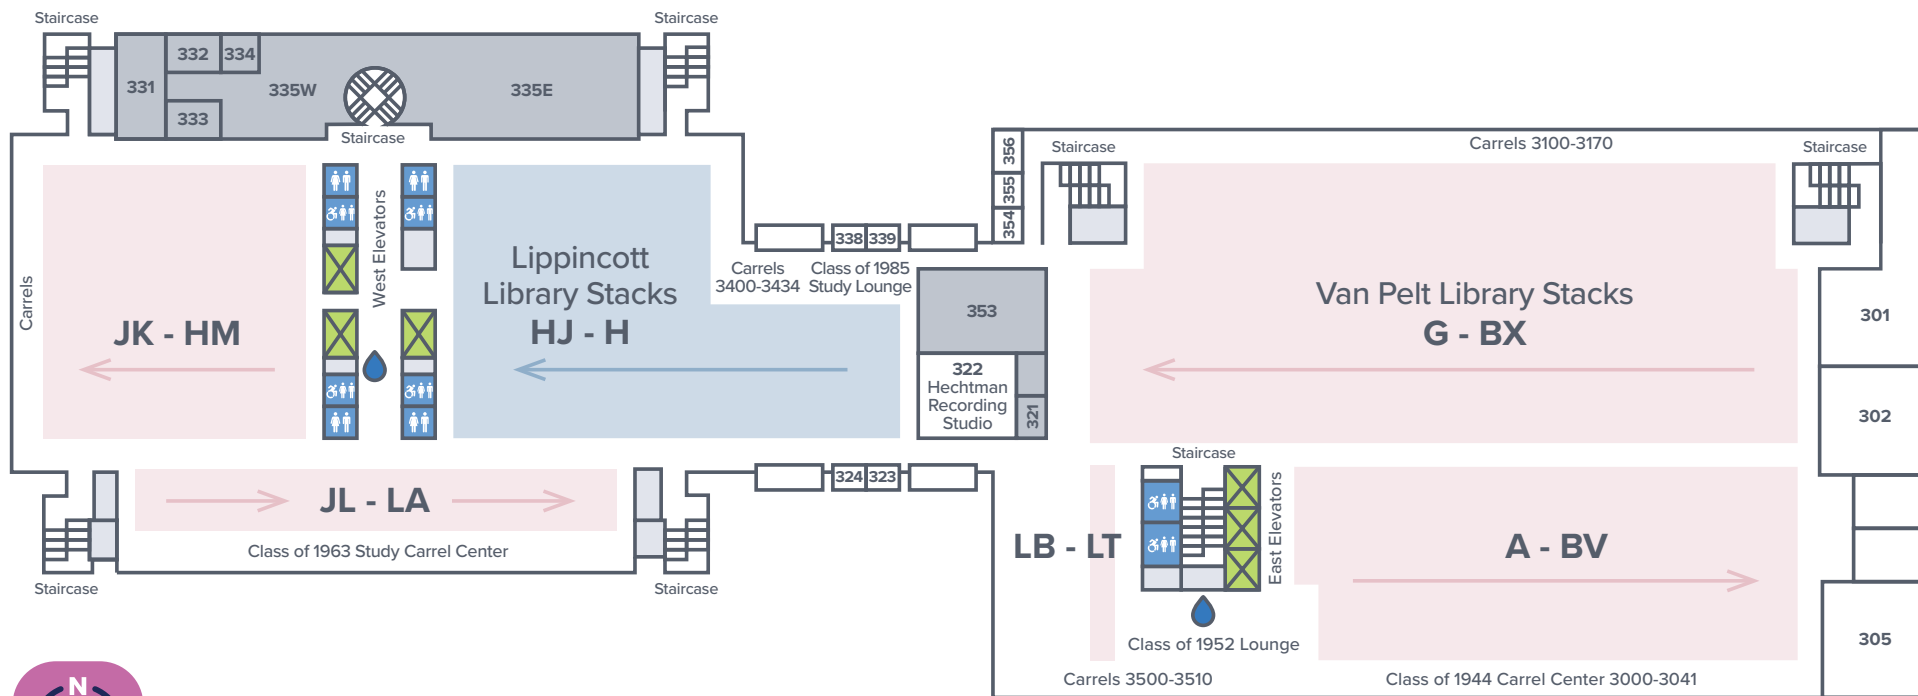 Staircase
Staircase
332
334
331
335W
335E
333
Staircase
Carrels 3100-3170
356
355
354
Staircase
Staircase
West Elevators
Carrels
Lippincott
Library Stacks
HJ - H
JK - HM
338
339
Carrels
3400-3434
Class of 1985
Study Lounge
353
322
Hechtman
Recording
Studio
321
Van Pelt Library Stacks
G - BX
301
302
Staircase
324
323
JL - LA
Class of 1963 Study Carrel Center
Staircase
Staircase
LB - LT
East Elevators
A - BV
Class of 1952 Lounge
305
Carrels 3500-3510
Class of 1944 Carrel Center 3000-3041
N